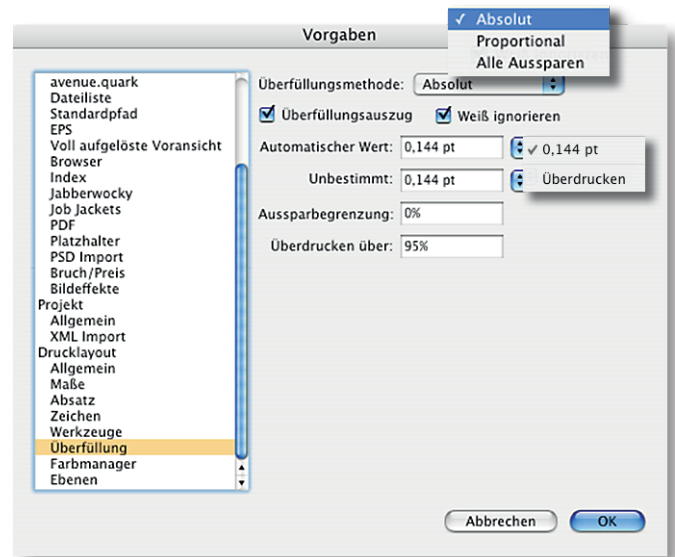 Vorgaben
✓ Absolut
Proportional
Alle Aussparen
avenue.quark
Dateiliste
Standardpfad
EPS
Voll aufgelöste Voransicht
Browser
Index
Jabberwocky
Job Jackets
PDF
Platzhalter
PSD Import
Bruch/Preis
Bildeffekte
Projekt
Allgemein
XML Import
Drucklayout
Allgemein
Maße
Absatz
Zeichen
Werkzeuge
Überfüllung
Farbmanager
Ebenen
Überfüllungsmethode: Absolut
Überfüllungsauszug Weiß ignorieren
Automatischer Wert: 0,144 pt
✓ 0,144 pt
Überdrucken
Unbestimmt: 0,144 pt
Aussparbegrenzung: 0%
Überdrucken über: 95%
Abbrechen OK